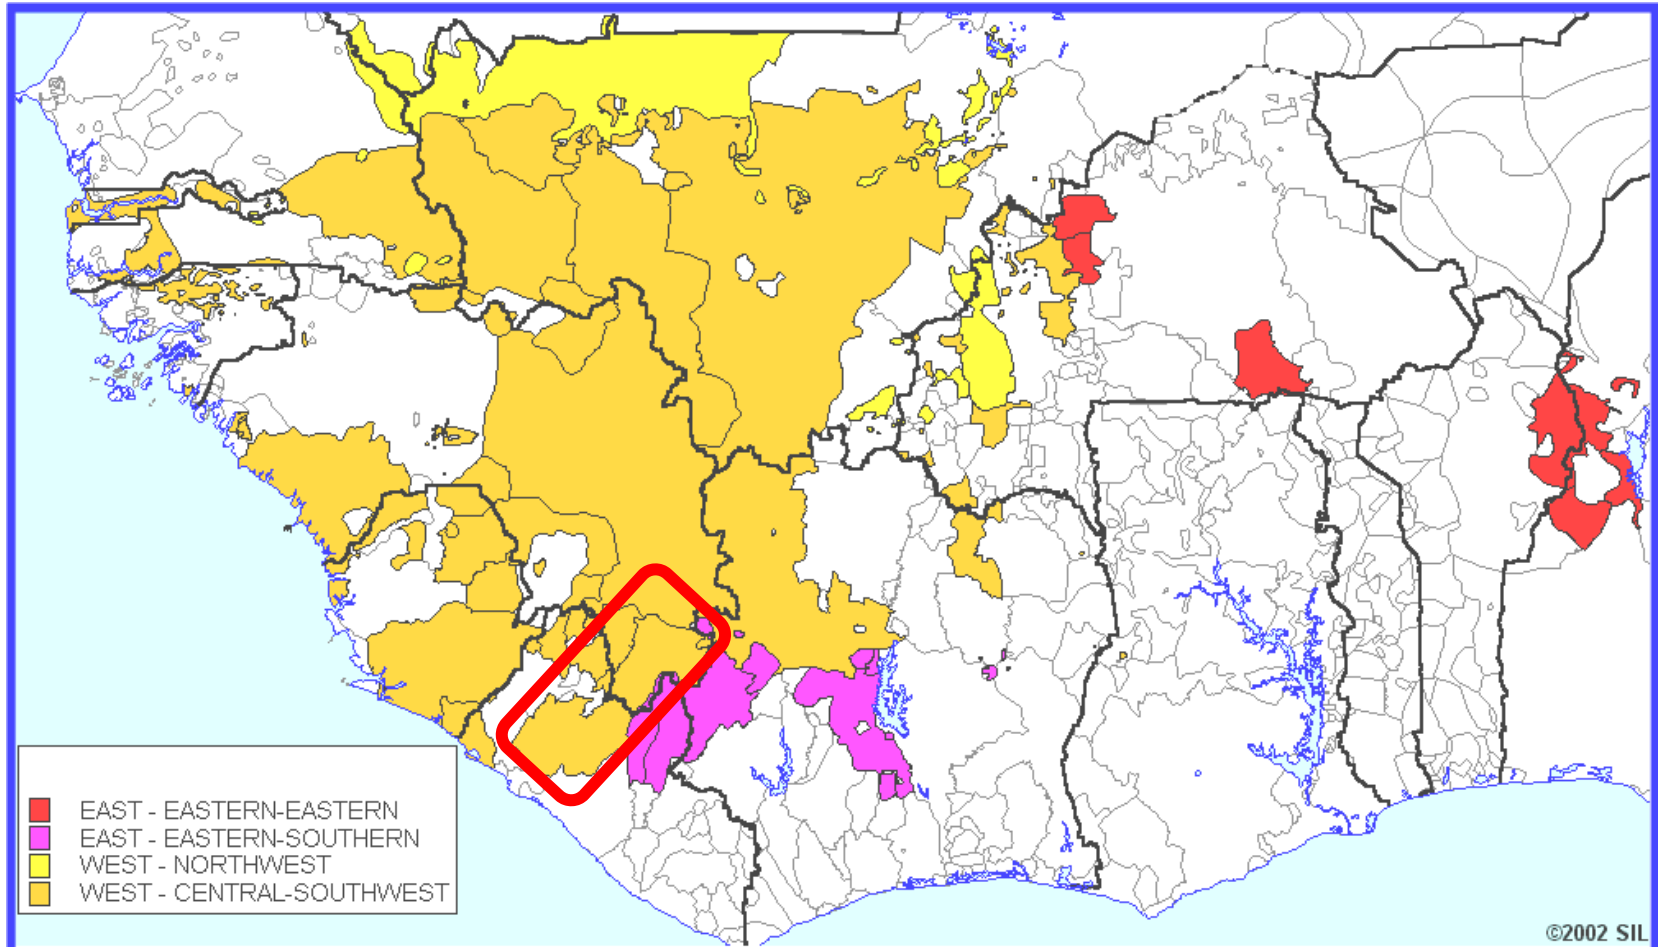 EAST - EASTERN-EASTERN
EAST - EASTERN-SOUTHERN
WEST - NORTHWEST
WEST - CENTRAL-SOUTHWEST
©2002 SIL